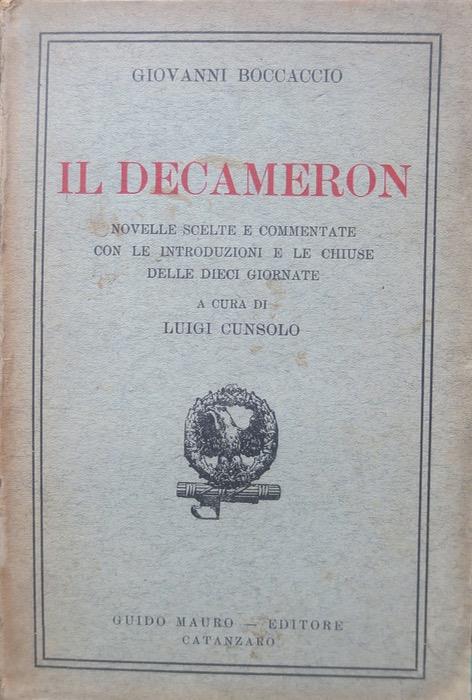 GIOVANNI BOCCACCIO
IL DECAMERON
NOVELLE SCELTE E COMMENTATE
CON LE INTRODUZIONI E LE CHIUSE
DELLE DIECI GIORNATE
A CURA DI
LUIGI CUNSOLO
GUIDO MAURO — EDITORE
CATANZARO